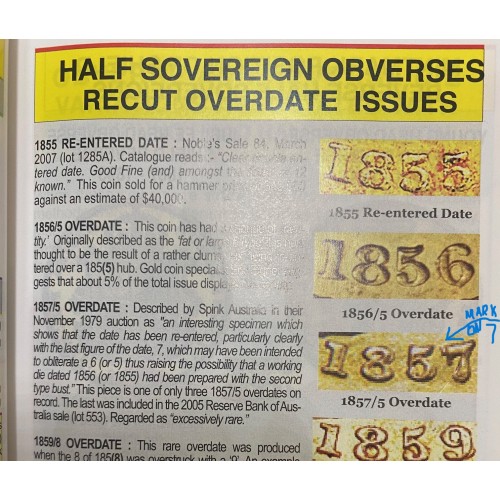 HALF SOVEREIGN OBVERSES
RECUT OVERDATE ISSUES
1855 RE-ENTERED DATE : Noble's Sale 84, March
2007 (lot 1285A). Catalogue reads :- "Clear
tered date. Good Fine (and) amongst
known." This coin sold for a hammer
against an estimate of $40,000.
1855
1855 Re-entered Date
1856/5 OVERDATE : This coin has had
tity.' Originally described as the 'fat or
thought to be the result of a rather
tered over a 185(5) hub. Gold coin
gests that about 5% of the total issue
1856
1856/5 Overdate
MARK
ON 7
1857/5 OVERDATE : Described by Spink Australia in their
November 1979 auction as "an interesting specimen which
shows that the date has been re-entered, particularly clearly
with the last figure of the date, 7, which may have been intended
to obliterate a 6 (or 5) thus raising the possibility that a working
die dated 1856 (or 1855) had been prepared with the second
type bust." This piece is one of only three 1857/5 overdates on
record. The last was included in the 2005 Reserve Bank of Aus-
tralia sale (lot 553). Regarded as "excessively rare."
1857
1857/5 Overdate
1859/8 OVERDATE : This rare overdate was produced
when the 8 of 185(8) was overstruck with a '9'. An example
1859